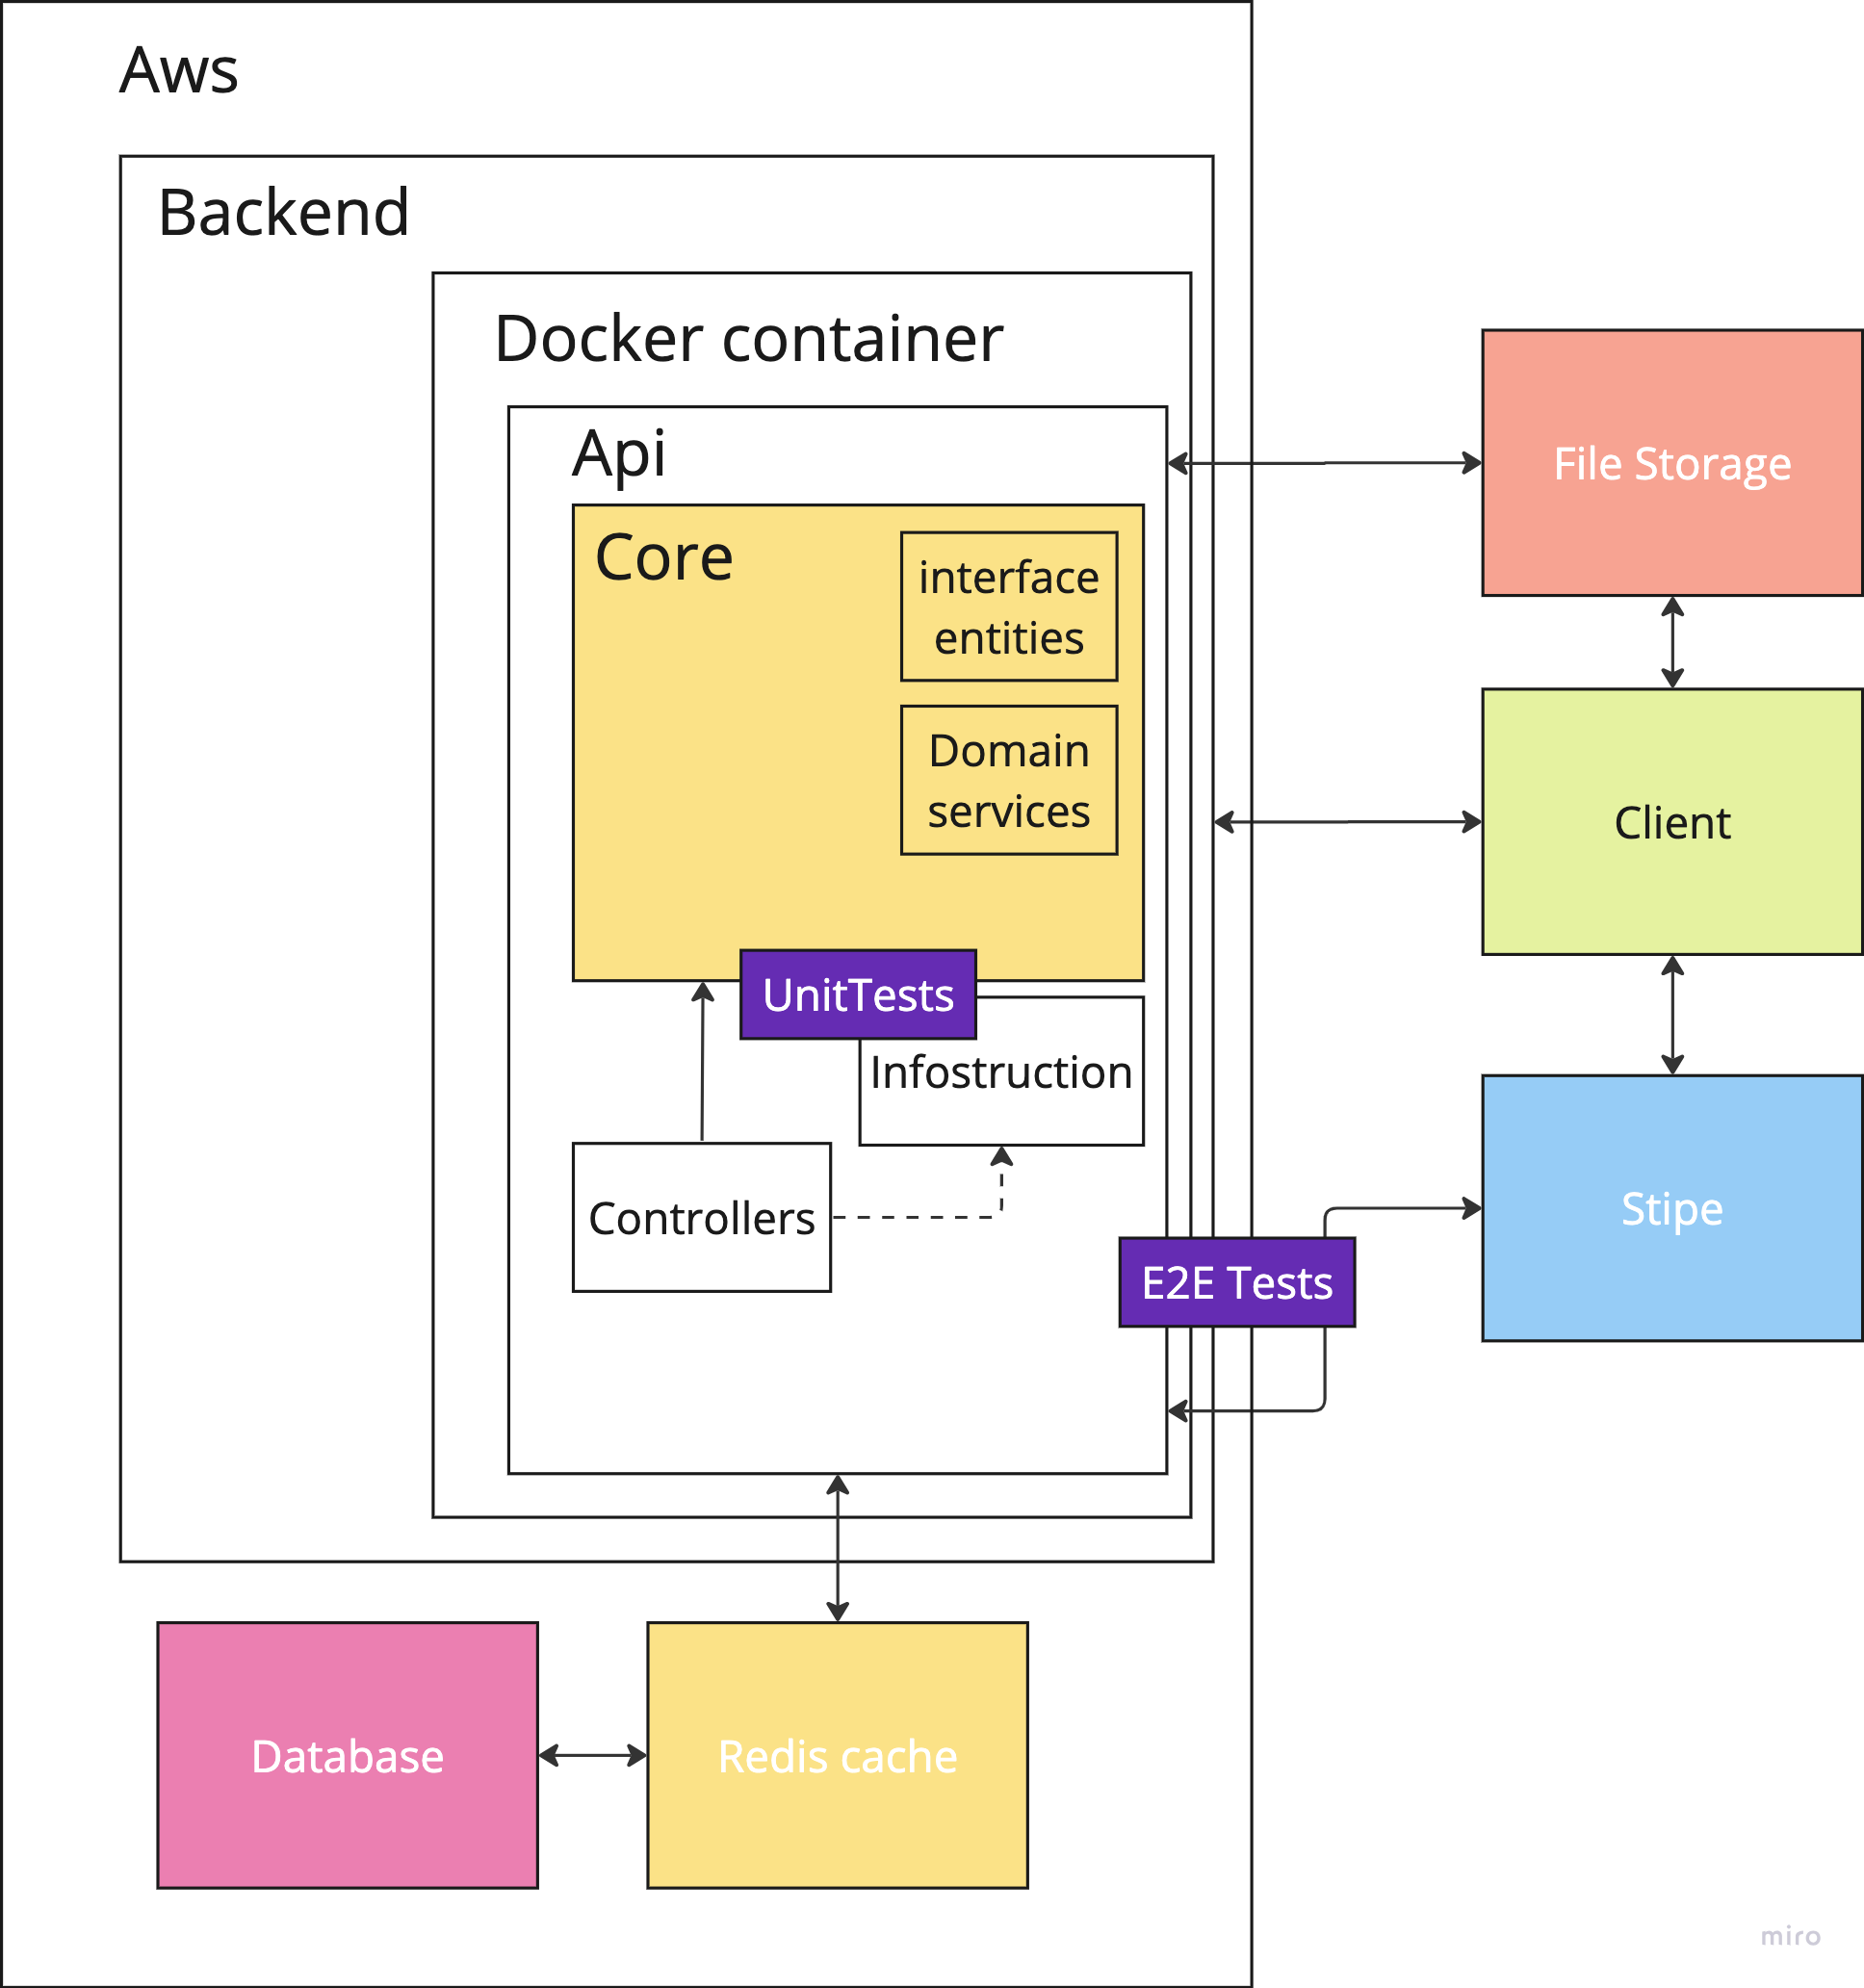 Aws
Backend
Docker container
Api
Core
interface
entities
Domain
services
UnitTests
Infostruction
Controllers
E2E Tests
File Storage
Client
Stipe
Database
Redis cache
miro